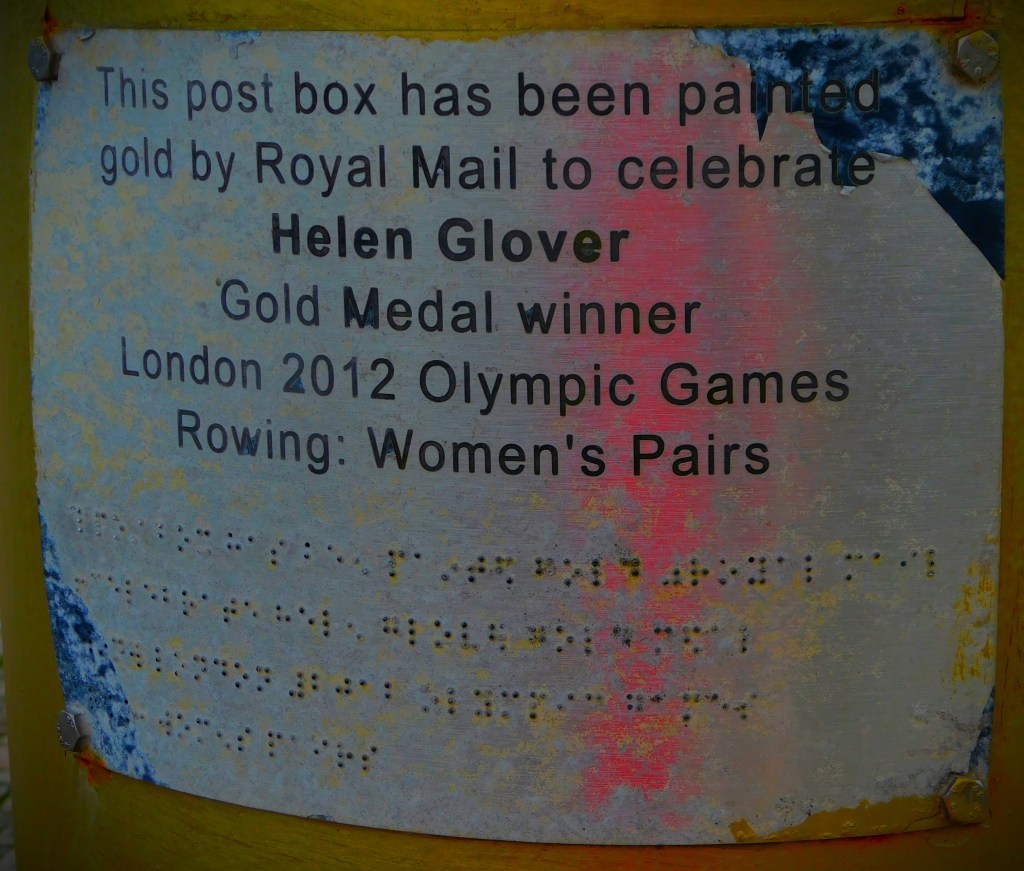 This post box has been painted
gold by Royal Mail to celebrate
Helen Glover
Gold Medal winner
London 2012 Olympic Games
Rowing: Women's Pairs